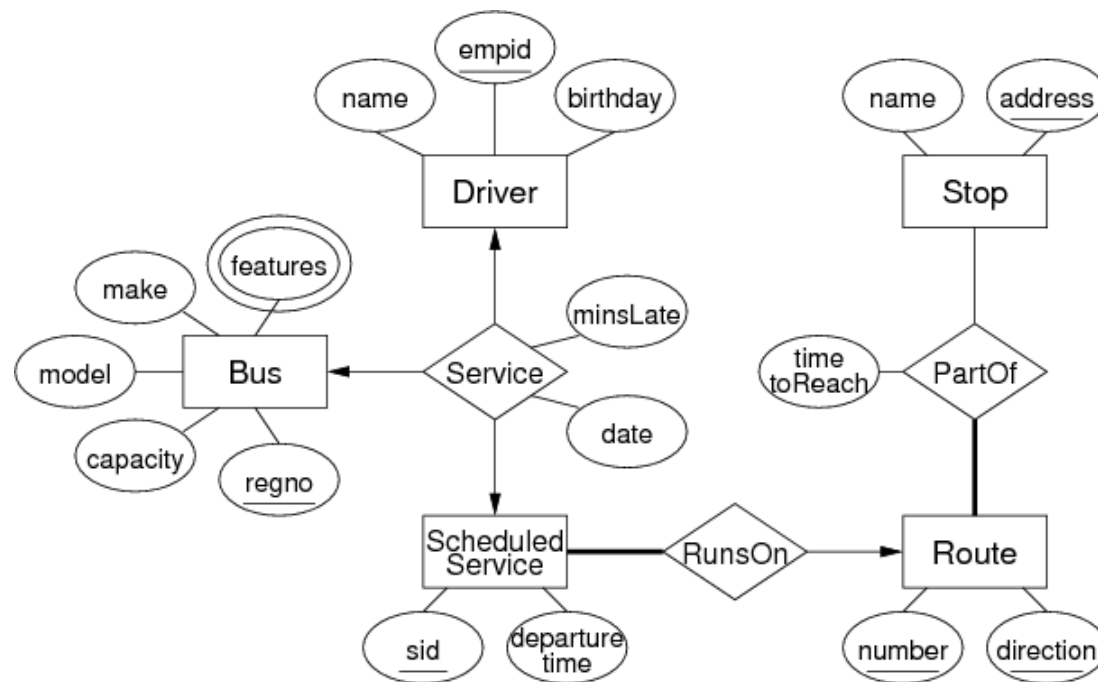 empid
name
birthday
name
address
Driver
Stop
features
make
minsLate
model
Bus
Service
time
toReach
PartOf
capacity
date
regno
Scheduled
Service
RunsOn
Route
sid
departure
time
number
direction